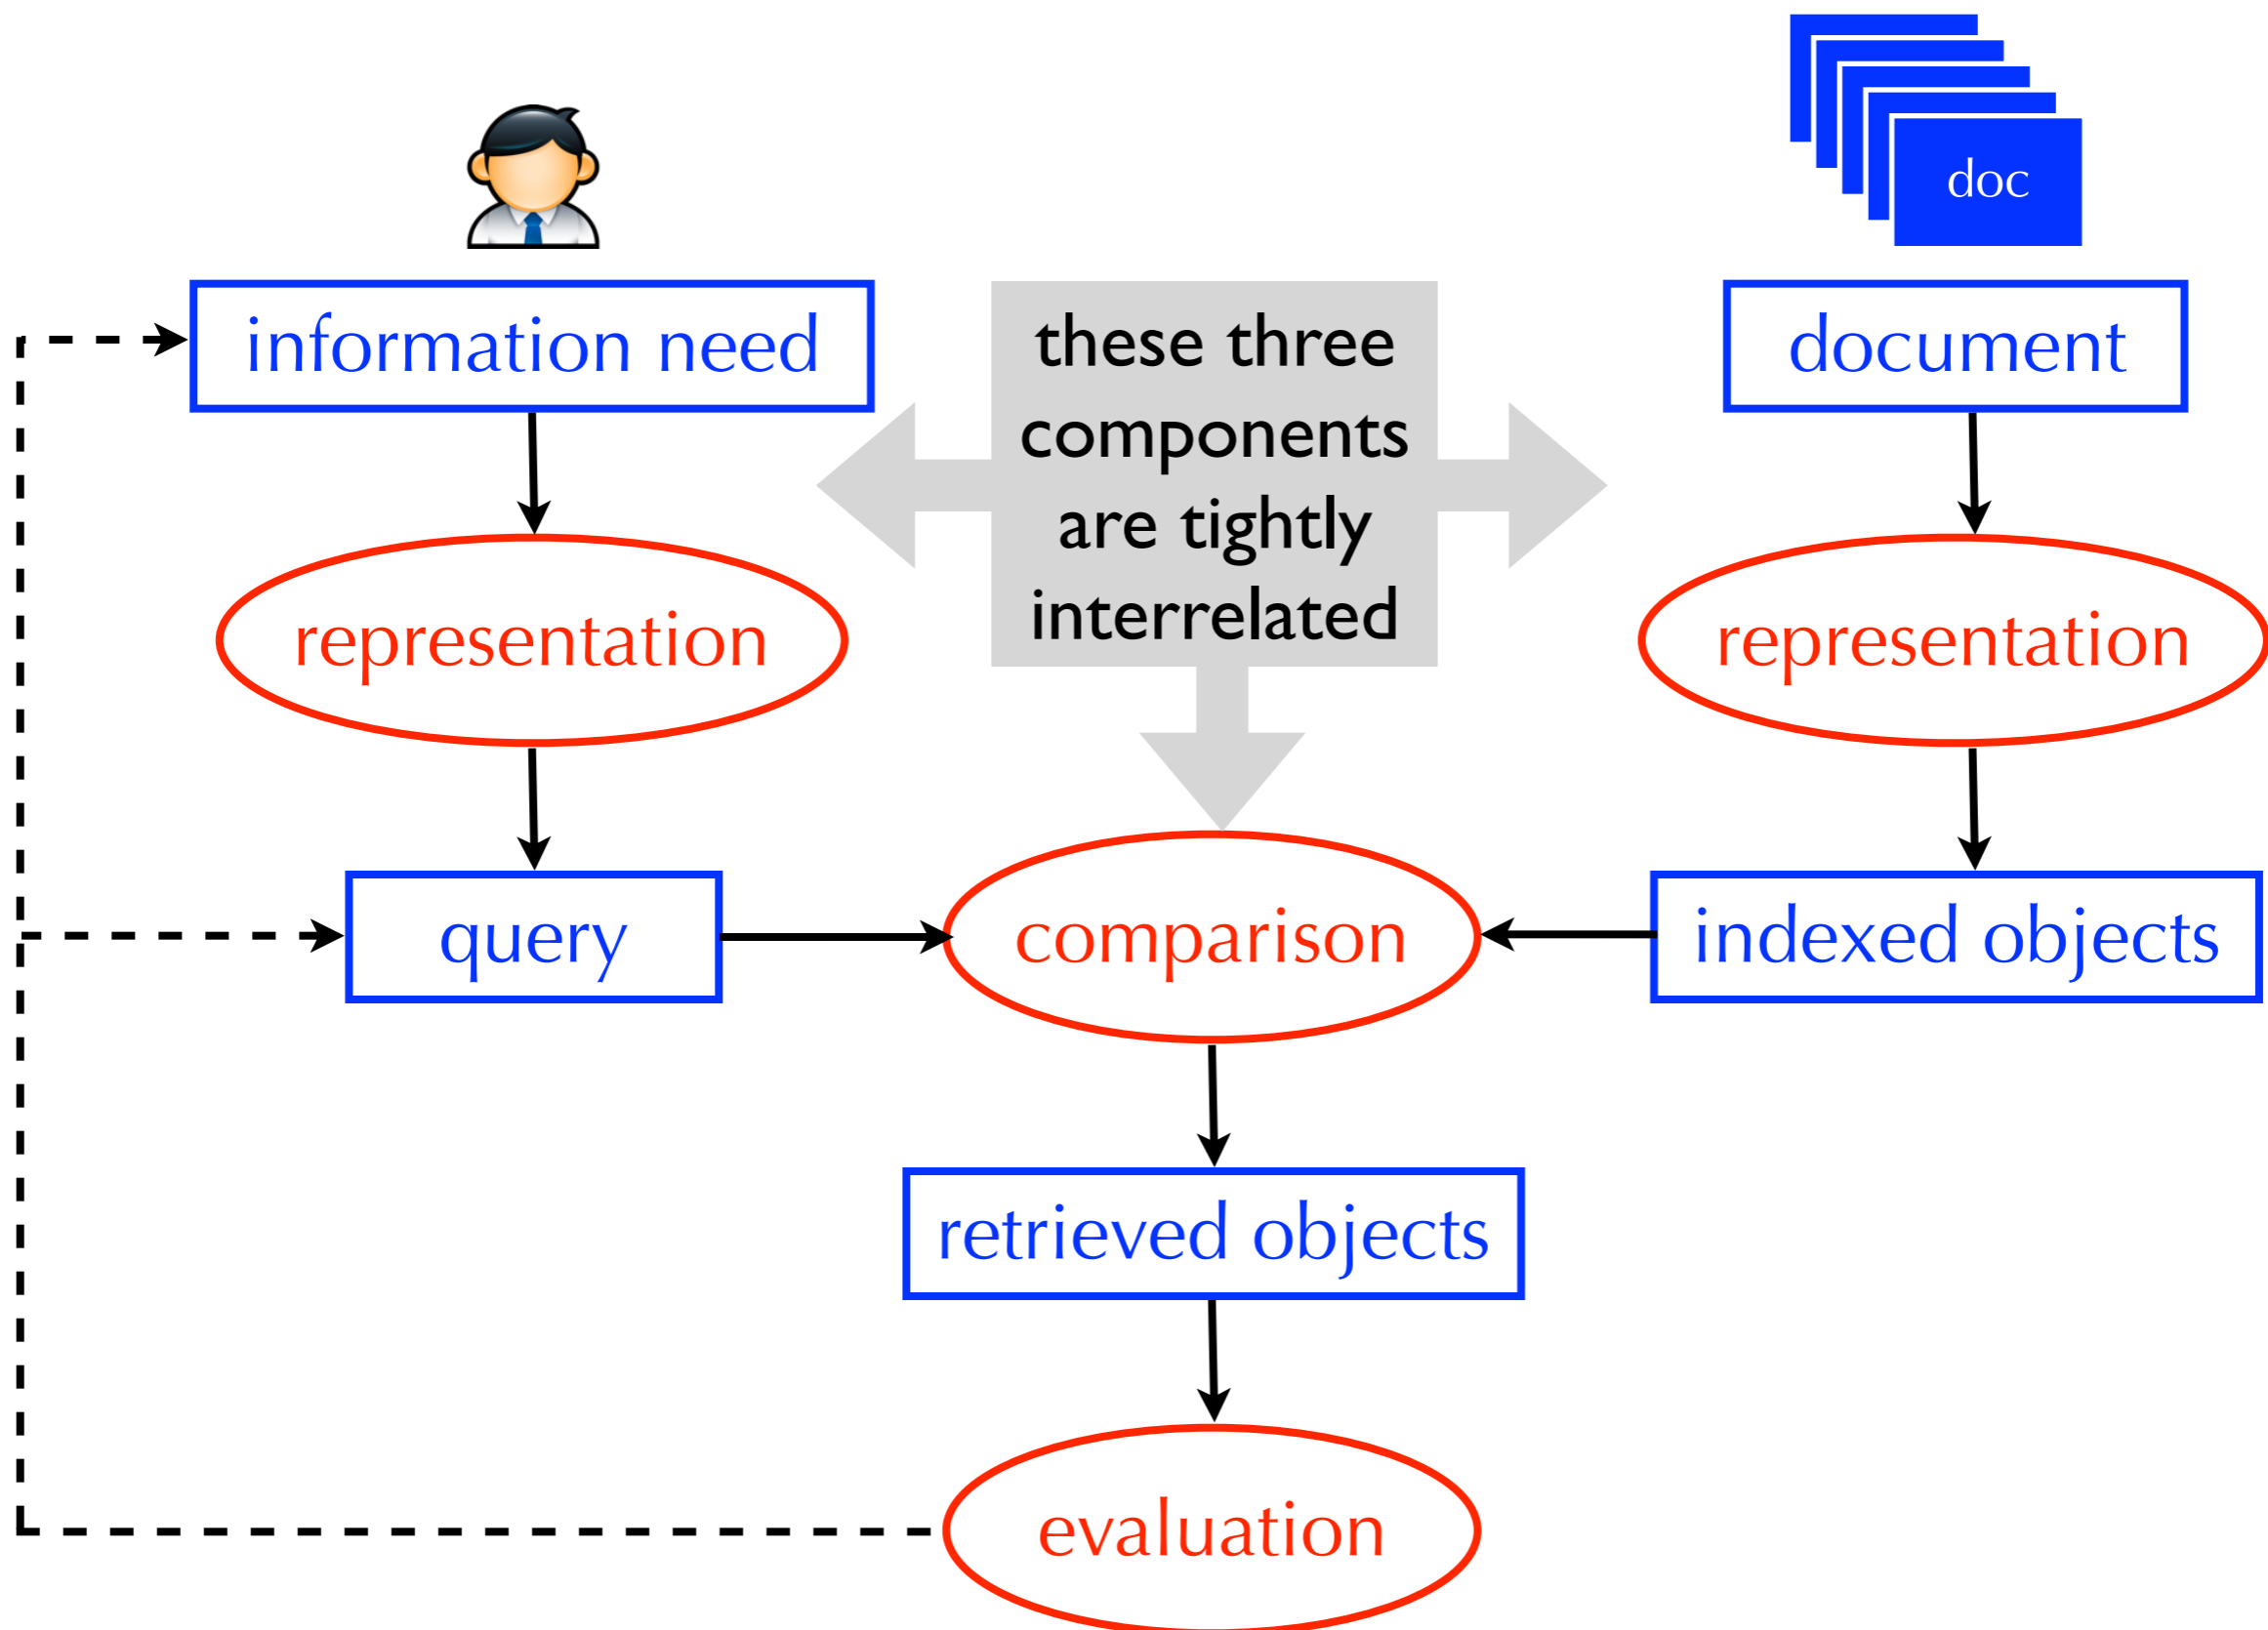 doc
information need
these three
components
are tightly
interrelated
document
representation
representation
query
comparison
indexed objects
retrieved objects
evaluation